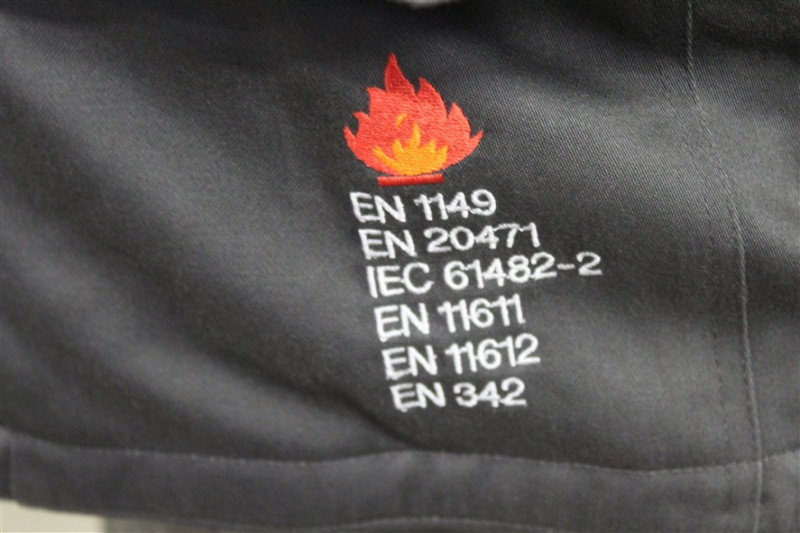 EN 1149
EN 20471
IEC 61482-2
EN 11611
EN 11612
EN 342